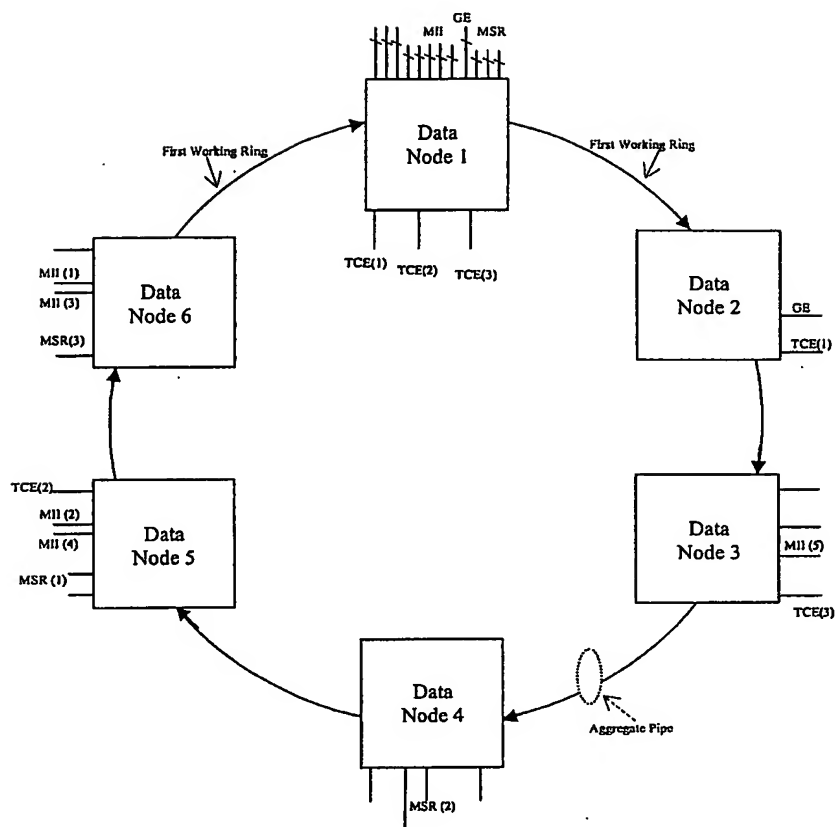 GE
MII MSR
First Working Ring
Data
Node 1
First Working Ring
TCE(1) TCE(2) TCE(3)
MII (1)
MII (3)
MSR(3)
Data
Node 6
Data
Node 2
GE
TCE(1)
TCE(2)
MII (2)
MII (4)
MSR (1)
Data
Node 5
Data
Node 3
MII (5)
TCE(3)
Data
Node 4
MSR (2)
Aggregate Pipe